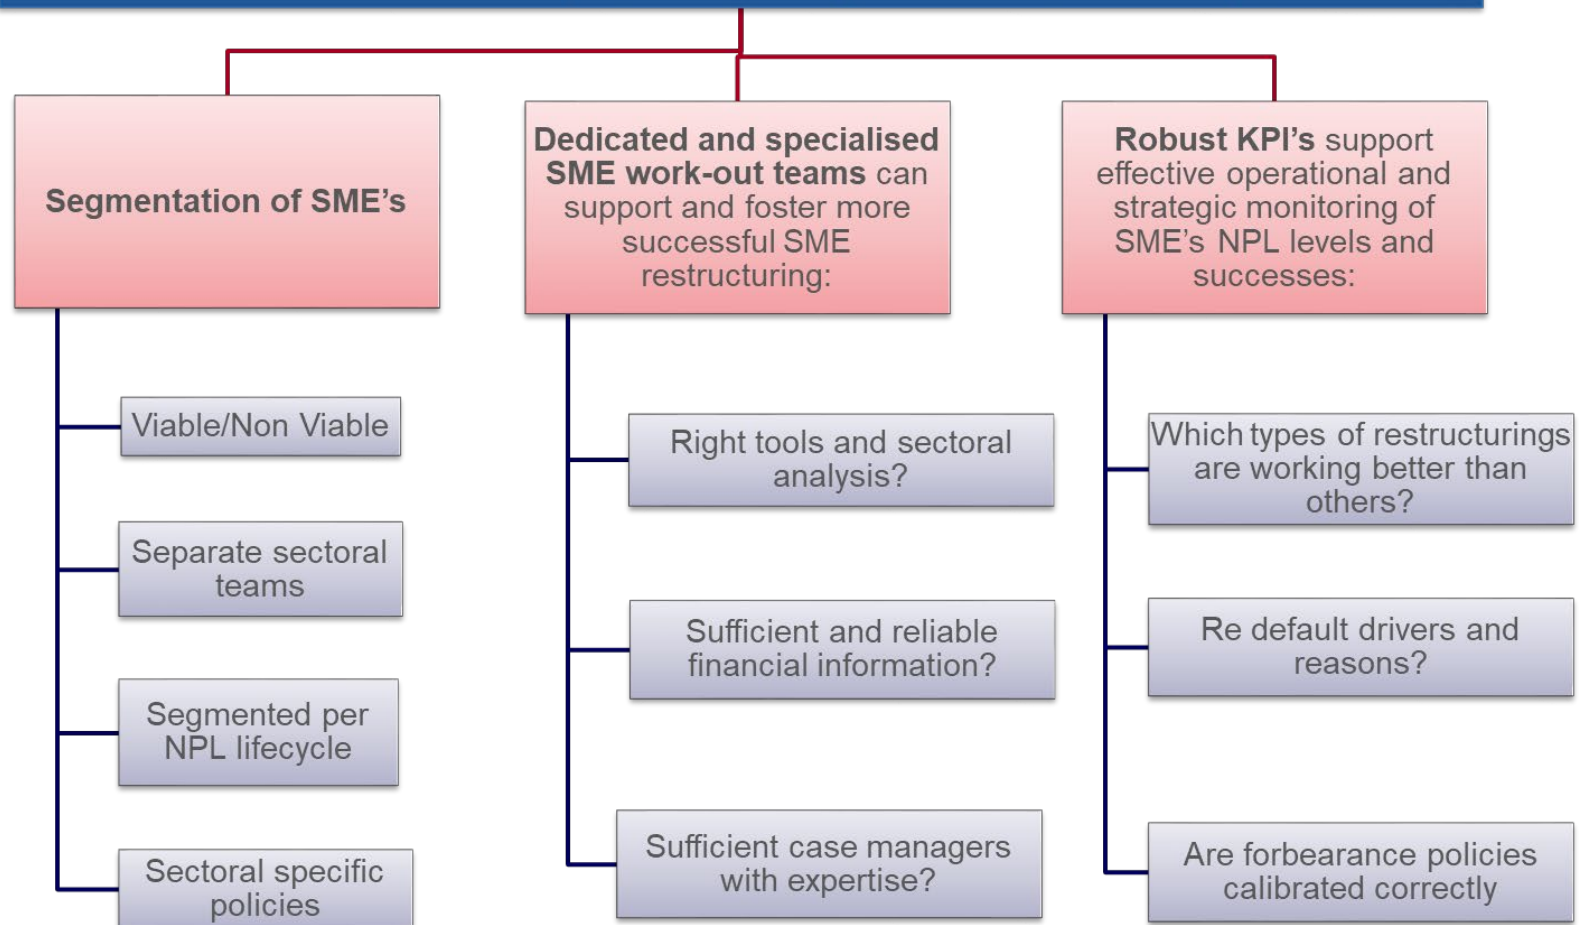 Segmentation of SME’s
Viable/Non Viable
Separate sectoral
teams
Segmented per
NPL lifecycle
Sectoral specific
policies
Dedicated and specialised
SME work-out teams can
support and foster more
successful SME
restructuring:
Right tools and sectoral
analysis?
Sufficient and reliable
financial information?
Sufficient case managers
with expertise?
Robust KPI’s support
effective operational and
strategic monitoring of
SME’s NPL levels and
successes:
Which types of restructurings
are working better than
others?
Re default drivers and
reasons?
Are forbearance policies
calibrated correctly